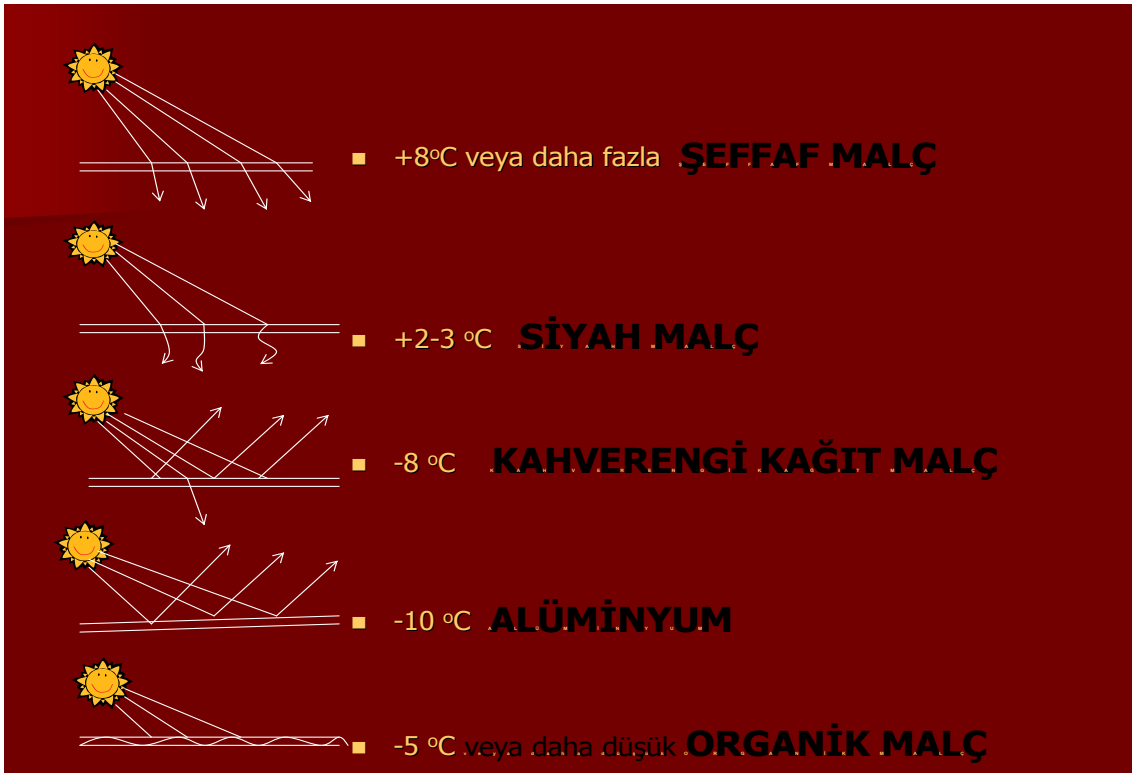 +8ºC veya daha fazla ŞEFFAF MALÇ
+2-3 ºC SİYAH MALÇ
-8 ºC KAHVERENGİ KAĞIT MALÇ
-10 ºC ALÜMİNYUM
-5 ºC veya daha düşük ORGANİK MALÇ